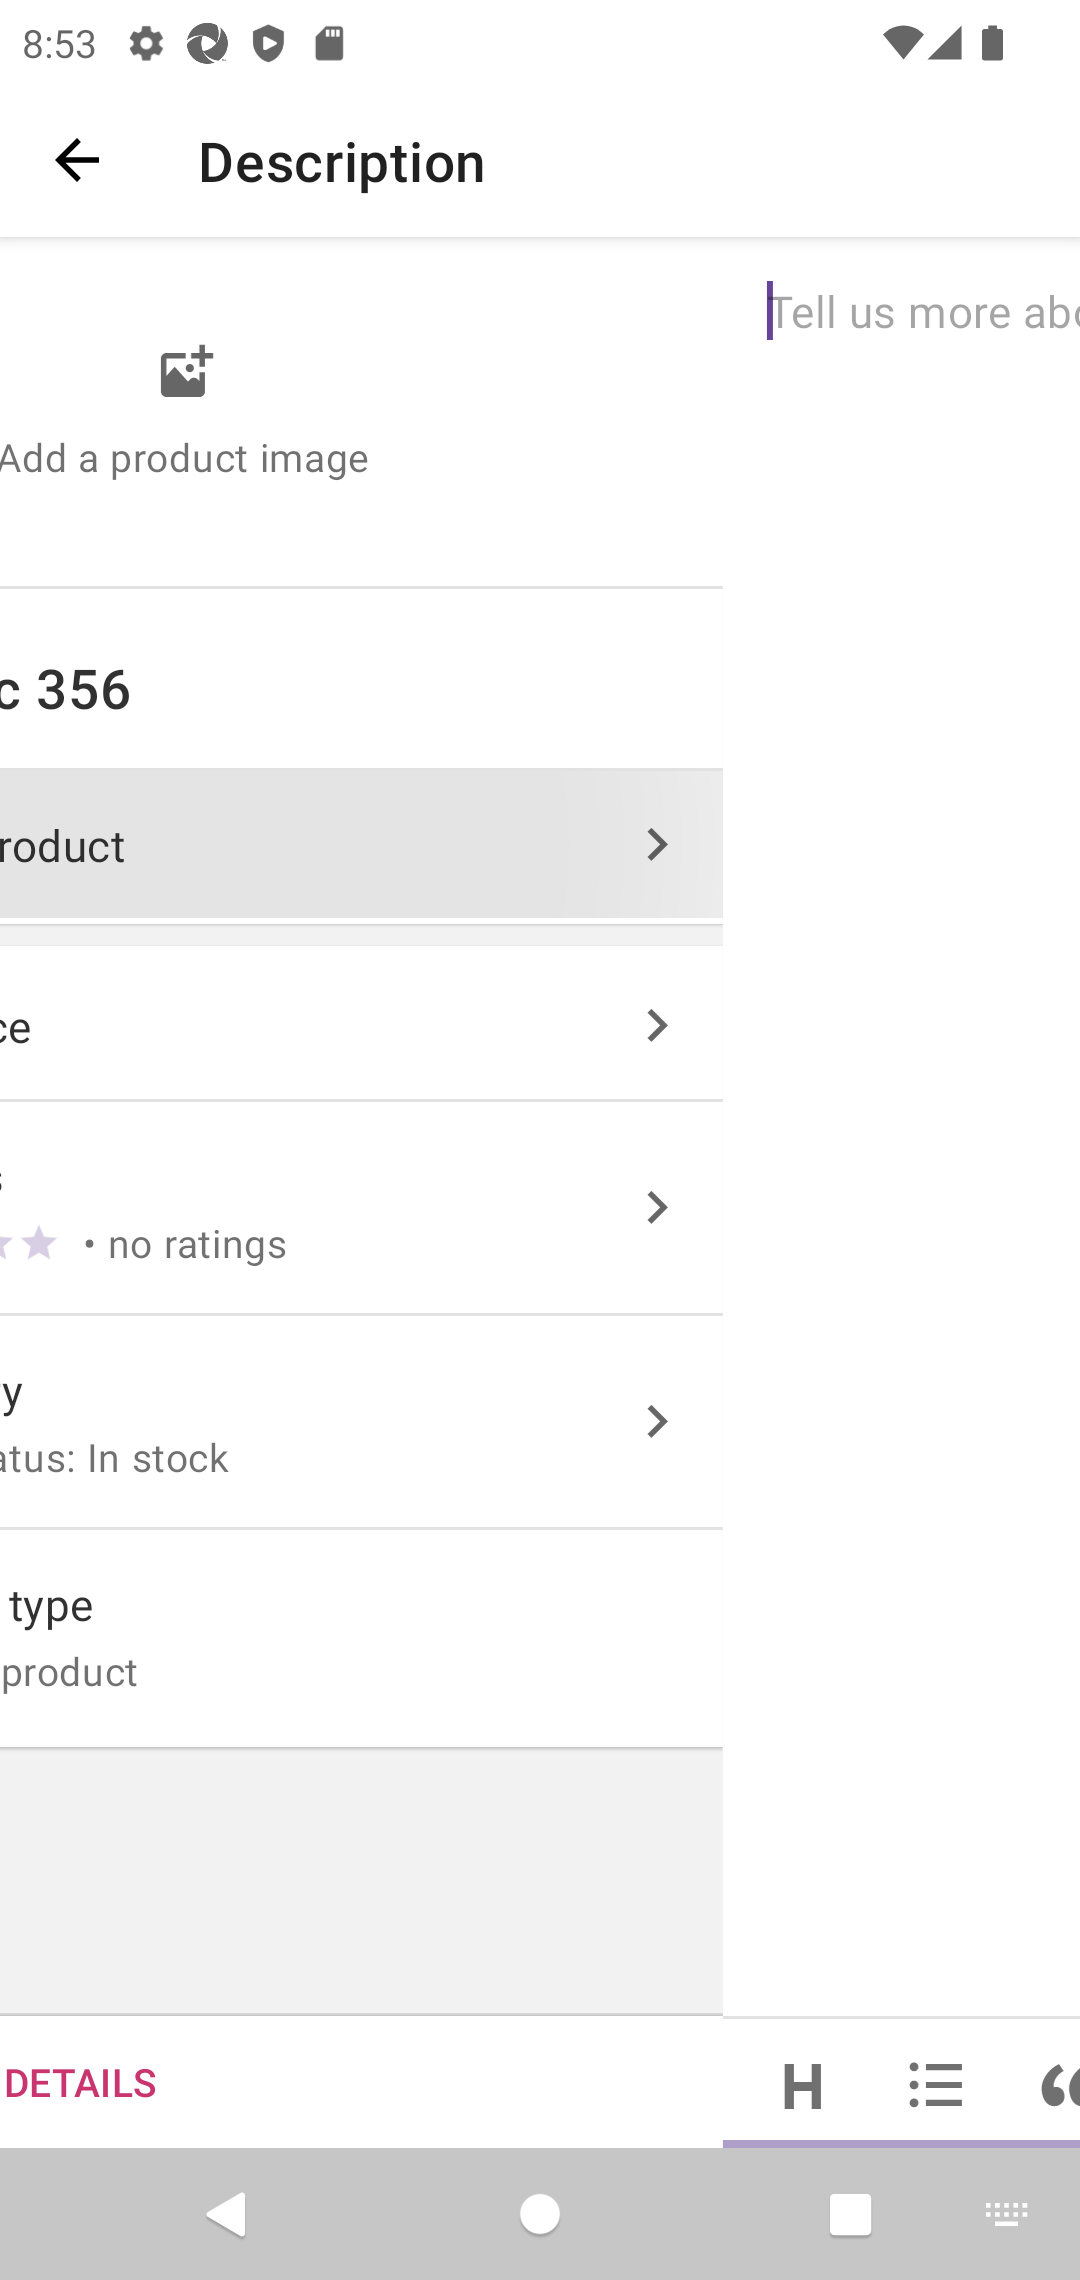 8:53
Description
Tell us more abo
Add a product image
c 356
roduct
ce
s
• no ratings
y
atus: In stock
type
product
DETAILS
H